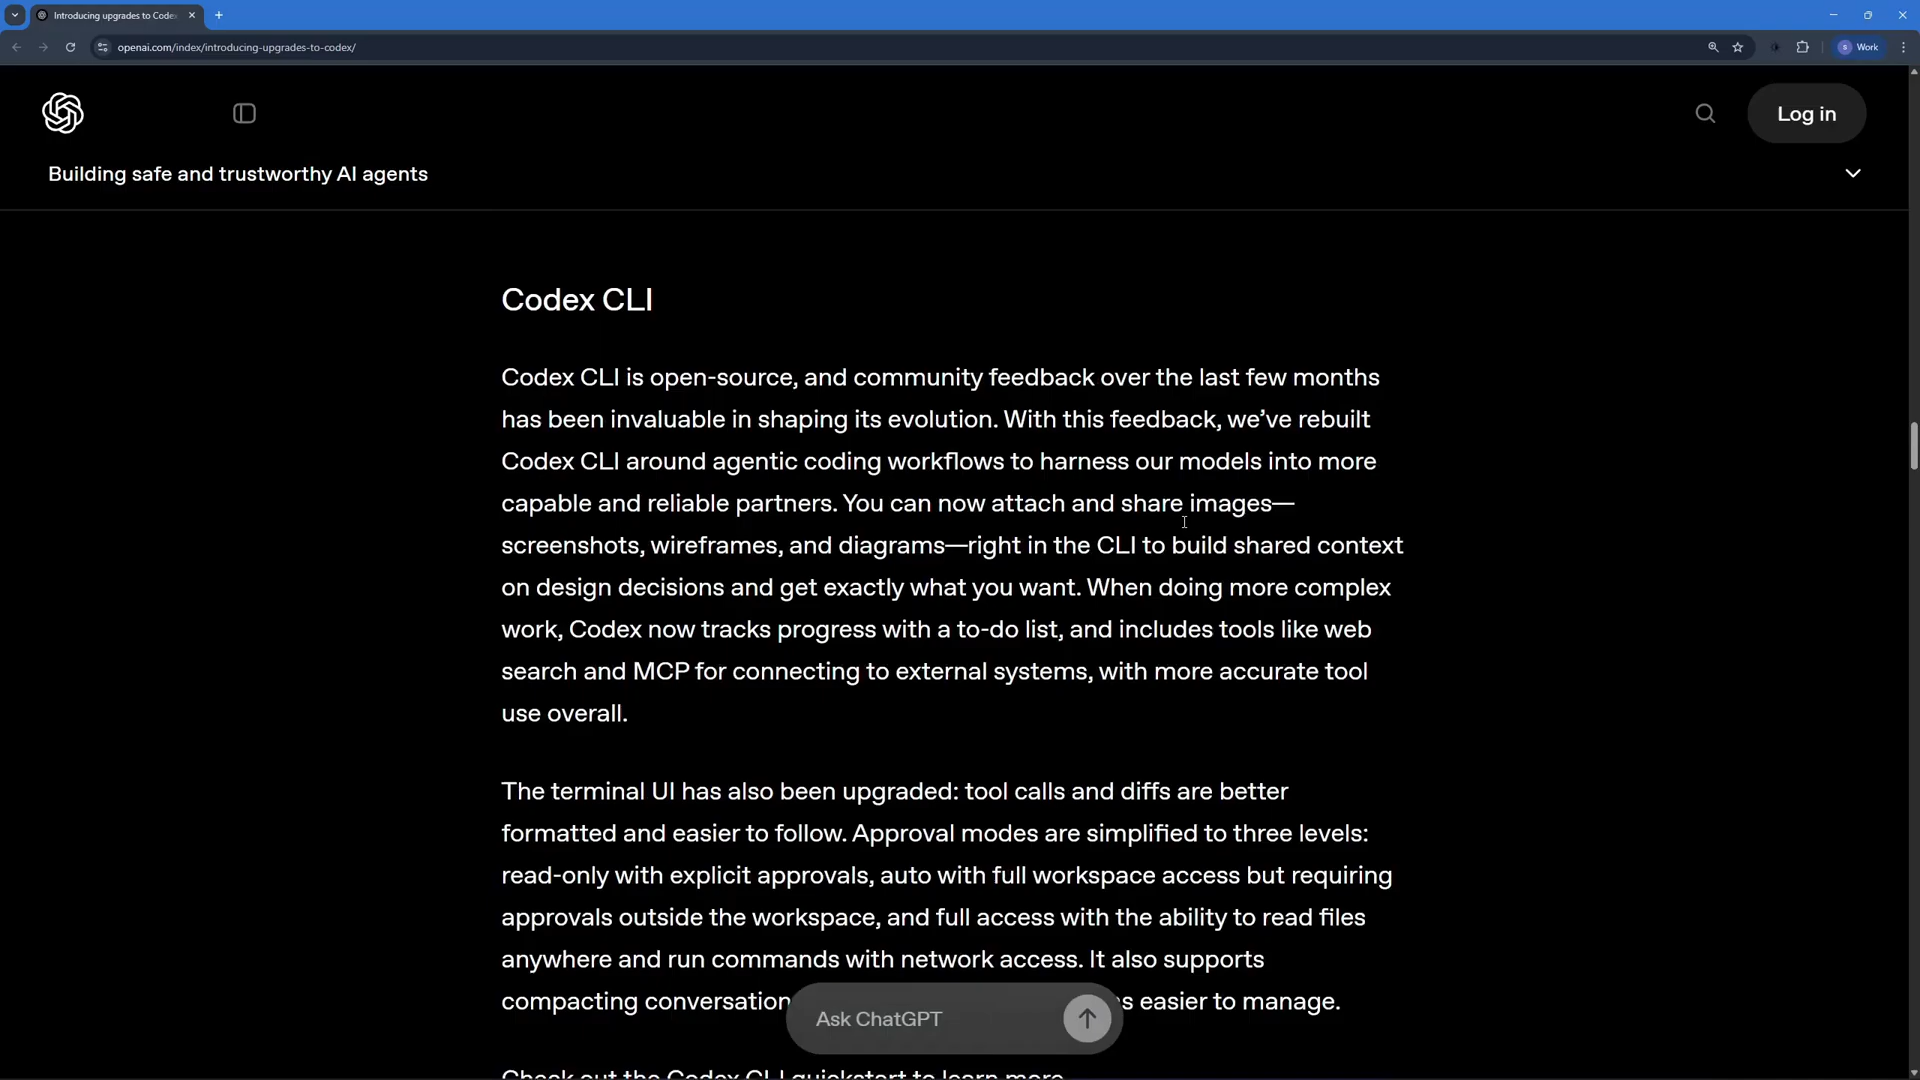 Introducing upgrades to Codex
openai.com/index/introducing-upgrades-to-codex/
S
Work
Log in
Building safe and trustworthy AI agents
Codex CLI
Codex CLI is open-source, and community feedback over the last few months
has been invaluable in shaping its evolution. With this feedback, we’ve rebuilt
Codex CLI around agentic coding workflows to harness our models into more
capable and reliable partners. You can now attach and share images—
screenshots, wireframes, and diagrams—right in the CLI to build shared context
on design decisions and get exactly what you want. When doing more complex
work, Codex now tracks progress with a to-do list, and includes tools like web
search and MCP for connecting to external systems, with more accurate tool
use overall.
The terminal UI has also been upgraded: tool calls and diffs are better
formatted and easier to follow. Approval modes are simplified to three levels:
read-only with explicit approvals, auto with full workspace access but requiring
approvals outside the workspace, and full access with the ability to read files
anywhere and run commands with network access. It also supports
compacting conversation easier to manage.
Ask ChatGPT
Check out the Codex CLI quickstart to learn more